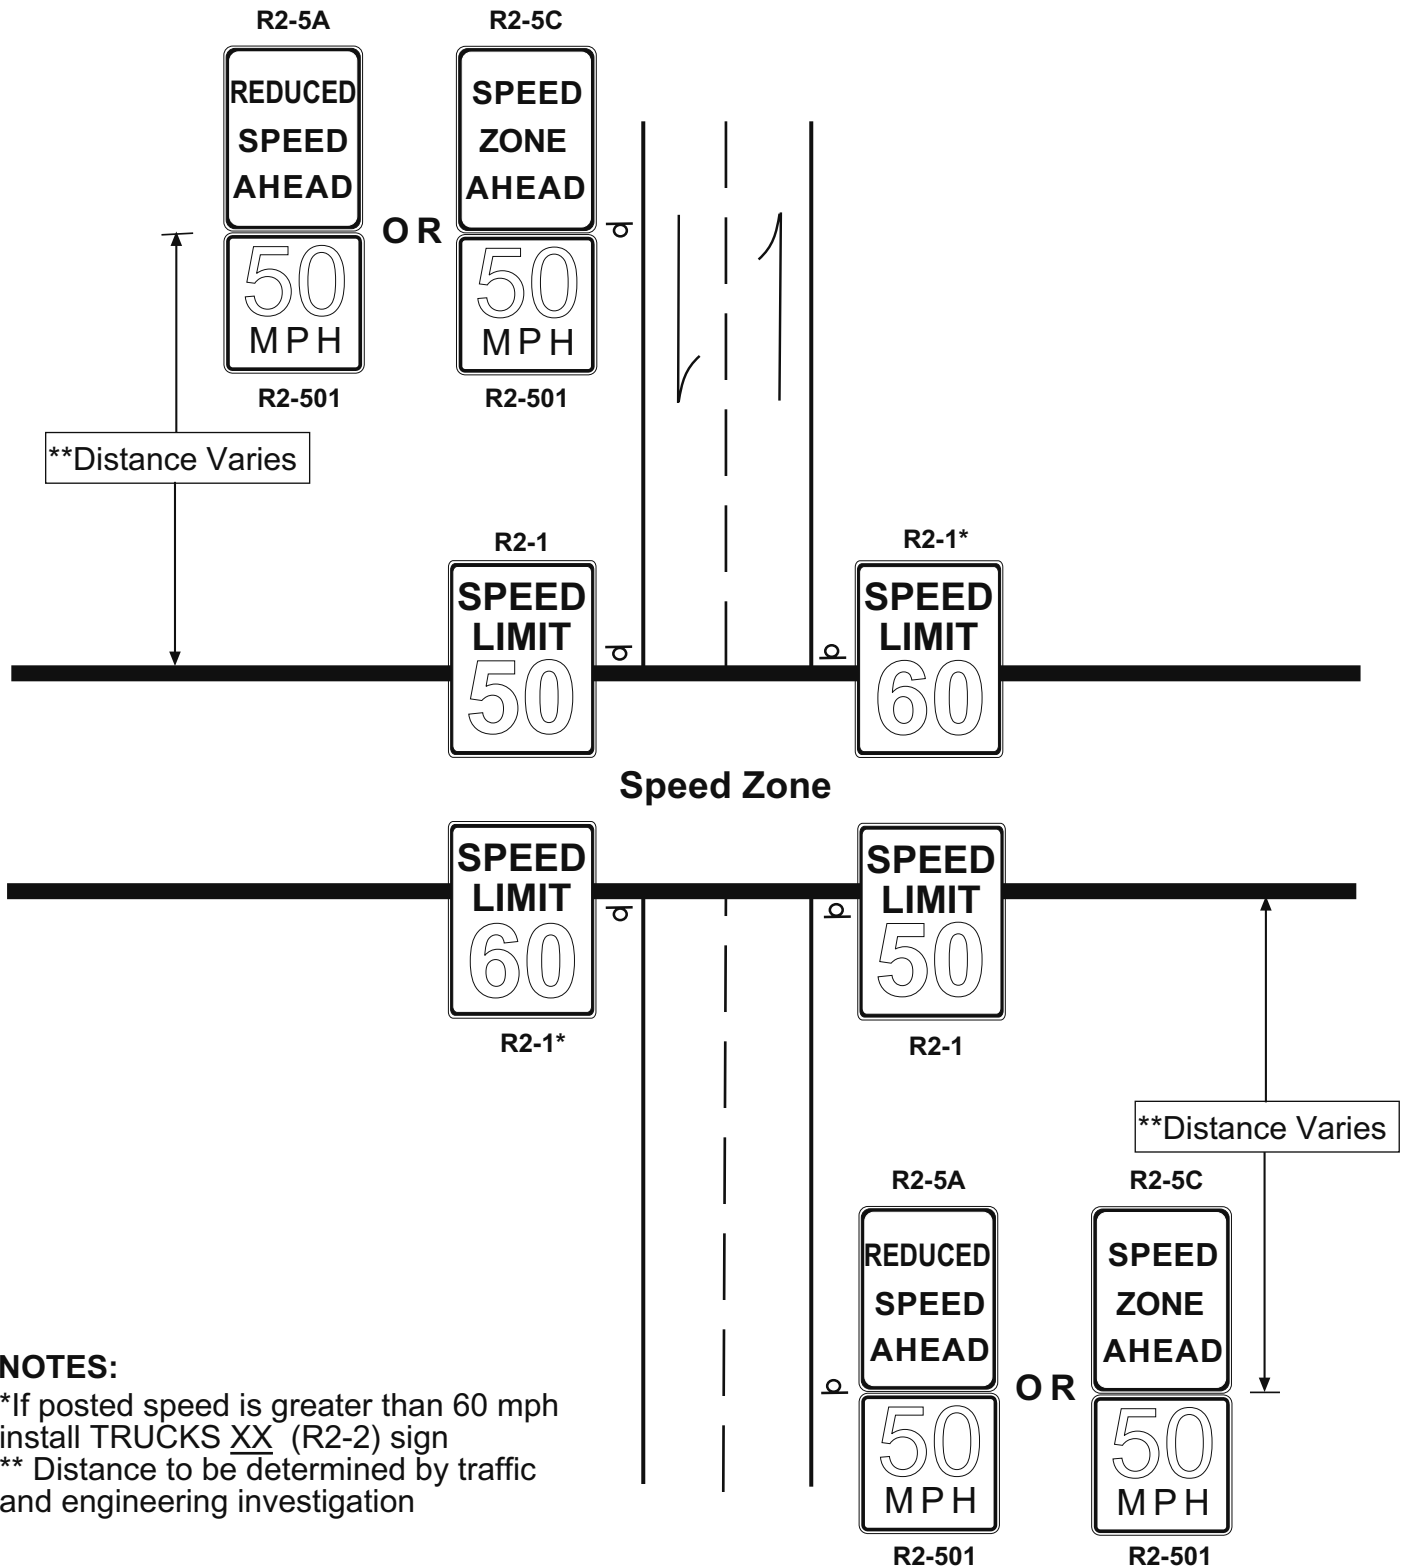 R2-5A
REDUCED
SPEED
AHEAD
50
MPH
R2-501
OR
R2-5C
SPEED
ZONE
AHEAD
50
MPH
R2-501
**Distance Varies
R2-1
SPEED
LIMIT
50
R2-1*
SPEED
LIMIT
60
Speed Zone
SPEED
LIMIT
60
R2-1*
SPEED
LIMIT
50
R2-1
**Distance Varies
R2-5A
REDUCED
SPEED
AHEAD
50
MPH
R2-501
OR
R2-5C
SPEED
ZONE
AHEAD
50
MPH
R2-501
NOTES:
*If posted speed is greater than 60 mph
install TRUCKS XX (R2-2) sign
** Distance to be determined by traffic
and engineering investigation